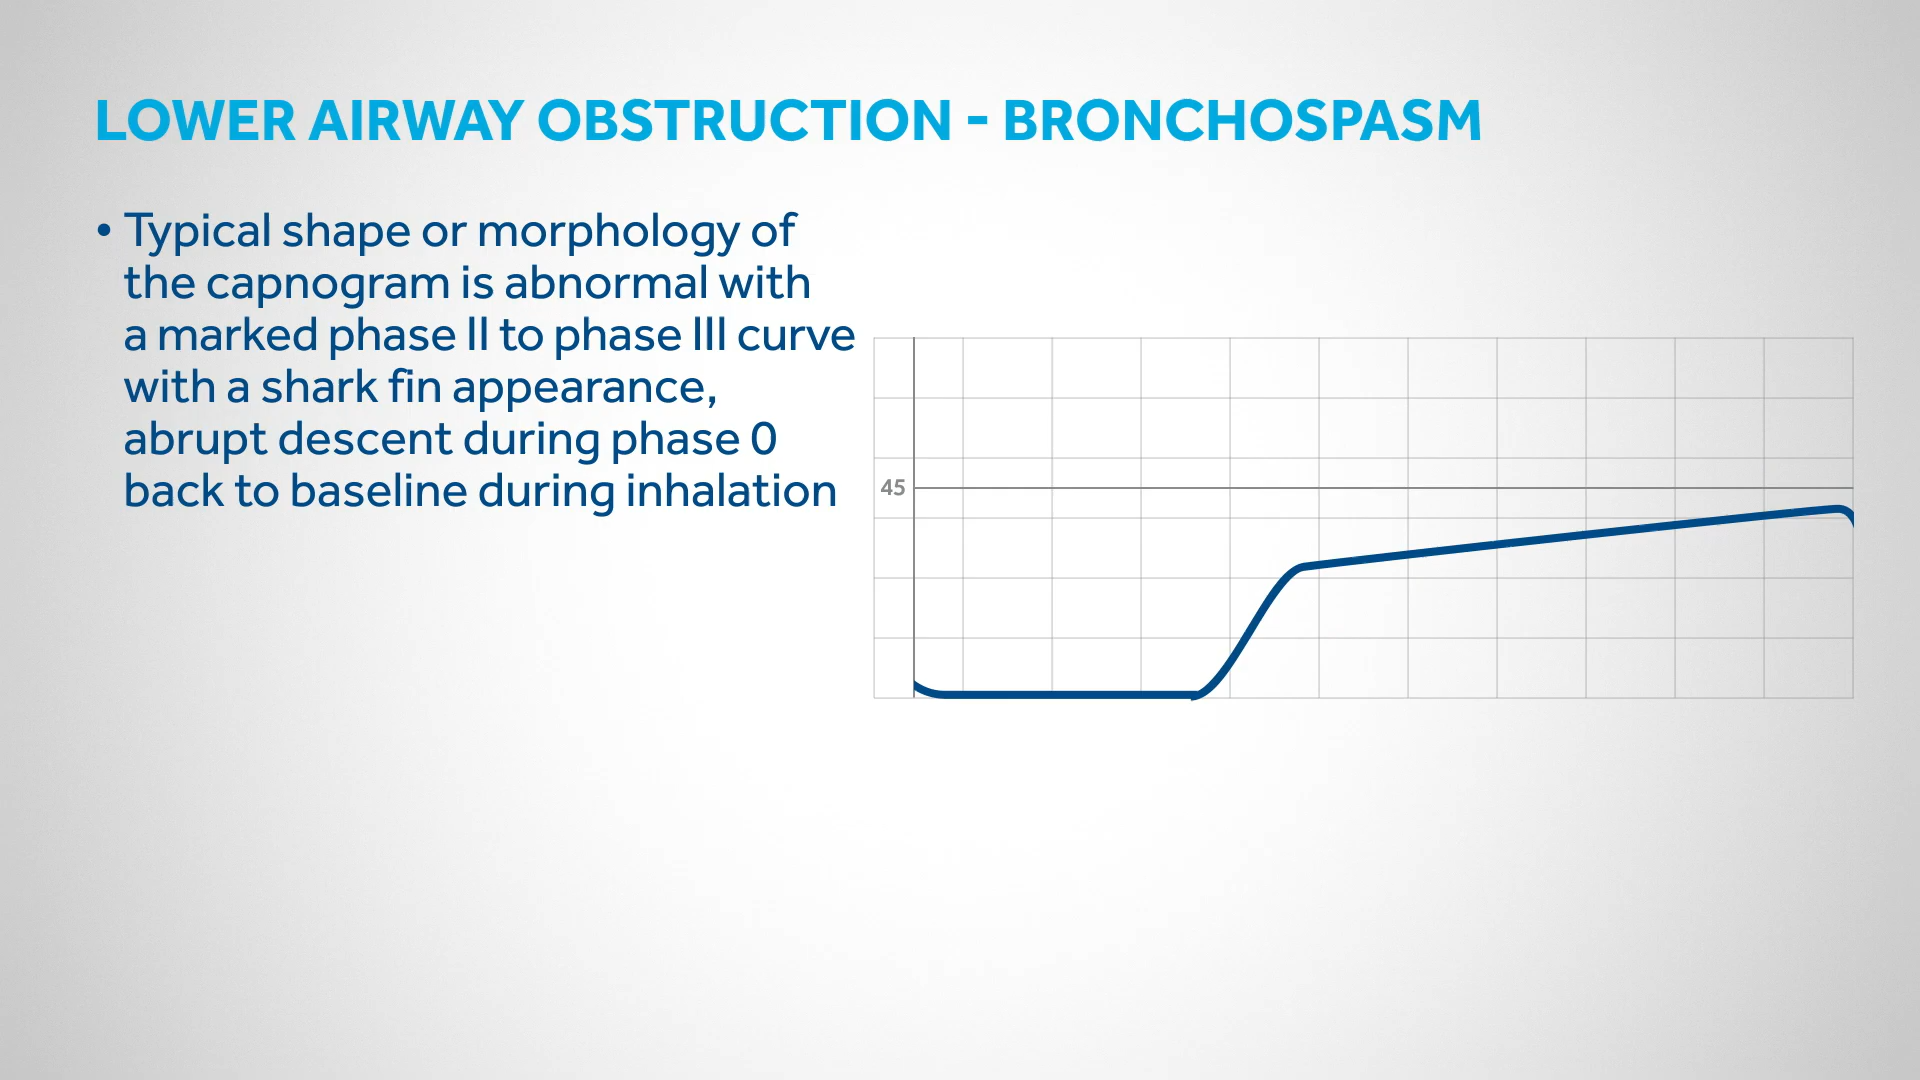 LOWER AIRWAY OBSTRUCTION - BRONCHOSPASM
• Typical shape or morphology of
the capnogram is abnormal with
a marked phase II to phase III curve
with a shark fin appearance,
abrupt descent during phase 0
back to baseline during inhalation
45